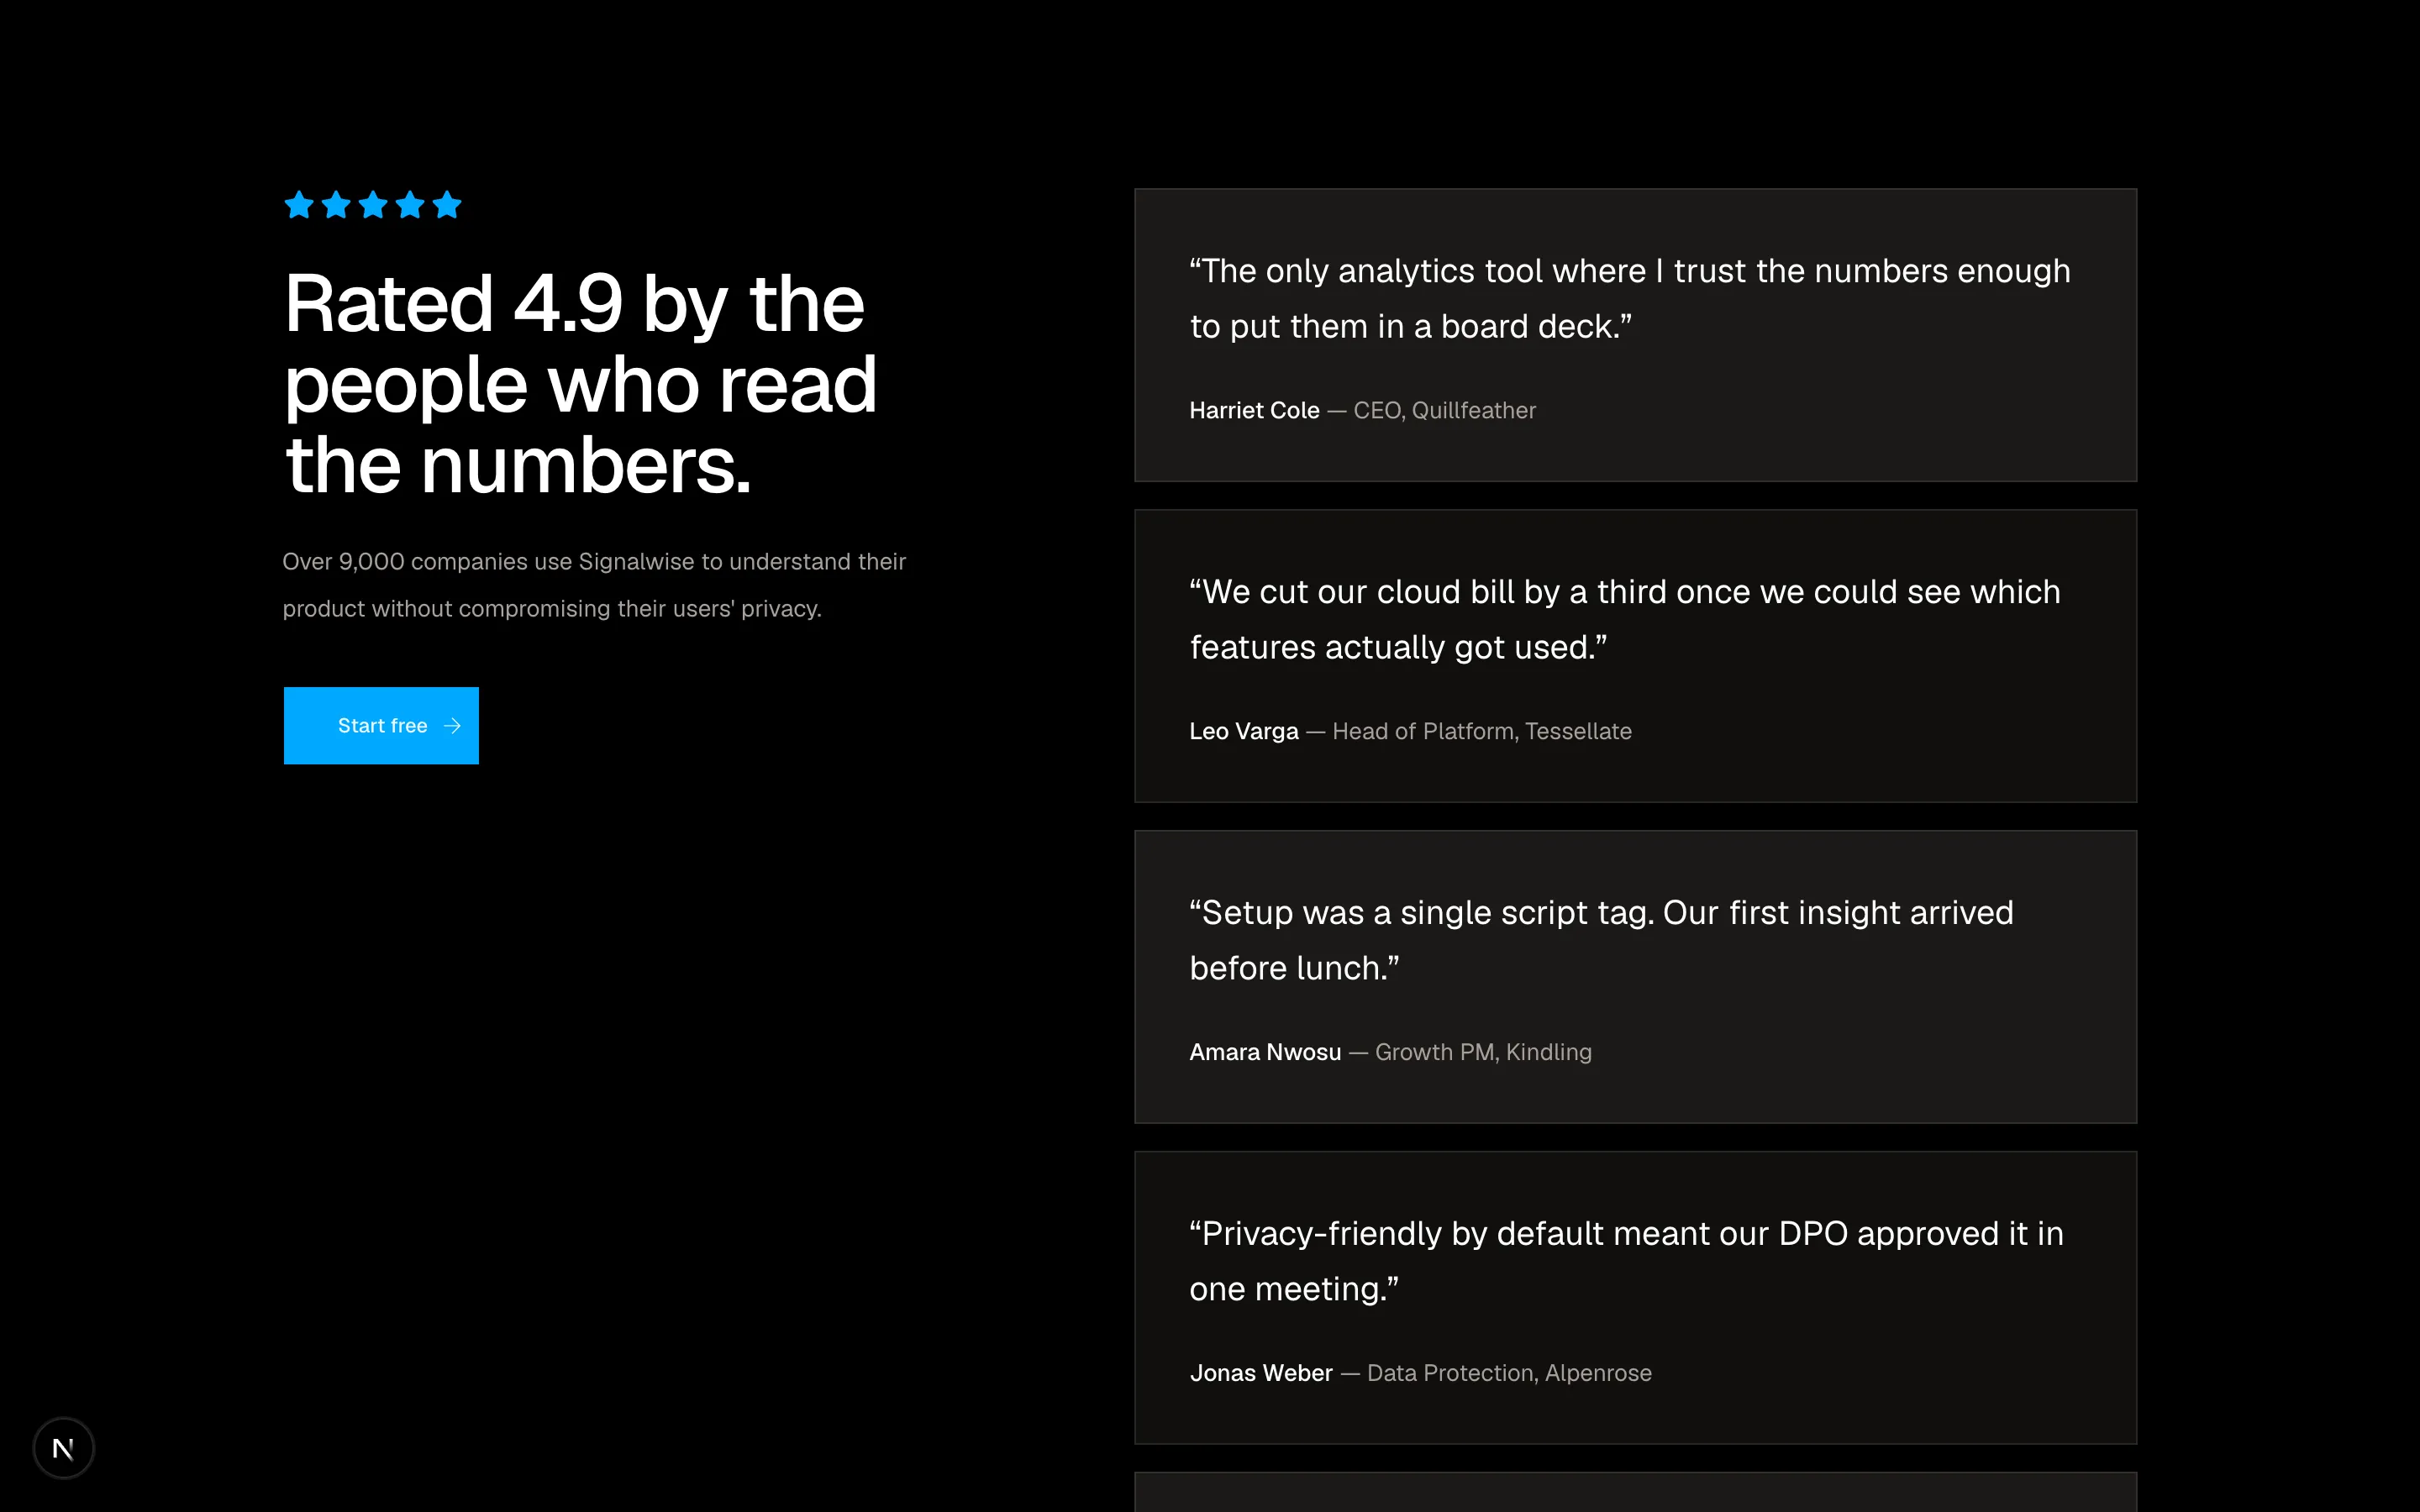 Rated 4.9 by the
people who read
the numbers.
Over 9,000 companies use Signalwise to understand their
product without compromising their users' privacy.
Start free
“The only analytics tool where I trust the numbers enough
to put them in a board deck.”
Harriet Cole — CEO, Quillfeather
“We cut our cloud bill by a third once we could see which
features actually got used.”
Leo Varga — Head of Platform, Tessellate
“Setup was a single script tag. Our first insight arrived
before lunch.”
Amara Nwosu — Growth PM, Kindling
“Privacy-friendly by default meant our DPO approved it in
one meeting.”
Jonas Weber — Data Protection, Alpenrose
N